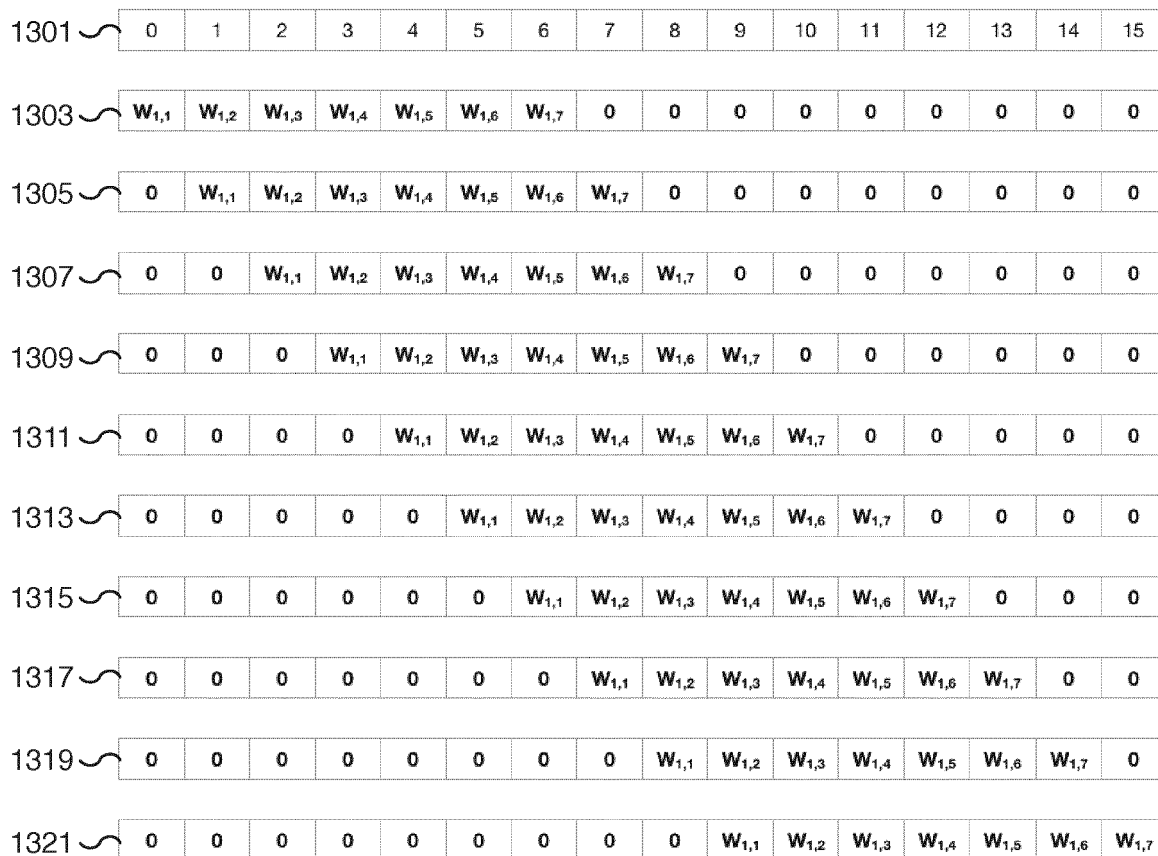 1301 0 1 2 3 4 5 6 7 8 9 10 11 12 13 14 15
1303 W1,1 W1,2 W1,3 W1,4 W1,5 W1,6 W1,7 0 0 0 0 0 0 0 0 0
1305 0 W1,1 W1,2 W1,3 W1,4 W1,5 W1,6 W1,7 0 0 0 0 0 0 0 0
1307 0 0 W1,1 W1,2 W1,3 W1,4 W1,5 W1,6 W1,7 0 0 0 0 0 0 0
1309 0 0 0 W1,1 W1,2 W1,3 W1,4 W1,5 W1,6 W1,7 0 0 0 0 0 0
1311 0 0 0 0 W1,1 W1,2 W1,3 W1,4 W1,5 W1,6 W1,7 0 0 0 0 0
1313 0 0 0 0 0 W1,1 W1,2 W1,3 W1,4 W1,5 W1,6 W1,7 0 0 0 0
1315 0 0 0 0 0 0 W1,1 W1,2 W1,3 W1,4 W1,5 W1,6 W1,7 0 0 0
1317 0 0 0 0 0 0 0 W1,1 W1,2 W1,3 W1,4 W1,5 W1,6 W1,7 0 0
1319 0 0 0 0 0 0 0 0 W1,1 W1,2 W1,3 W1,4 W1,5 W1,6 W1,7 0
1321 0 0 0 0 0 0 0 0 0 W1,1 W1,2 W1,3 W1,4 W1,5 W1,6 W1,7